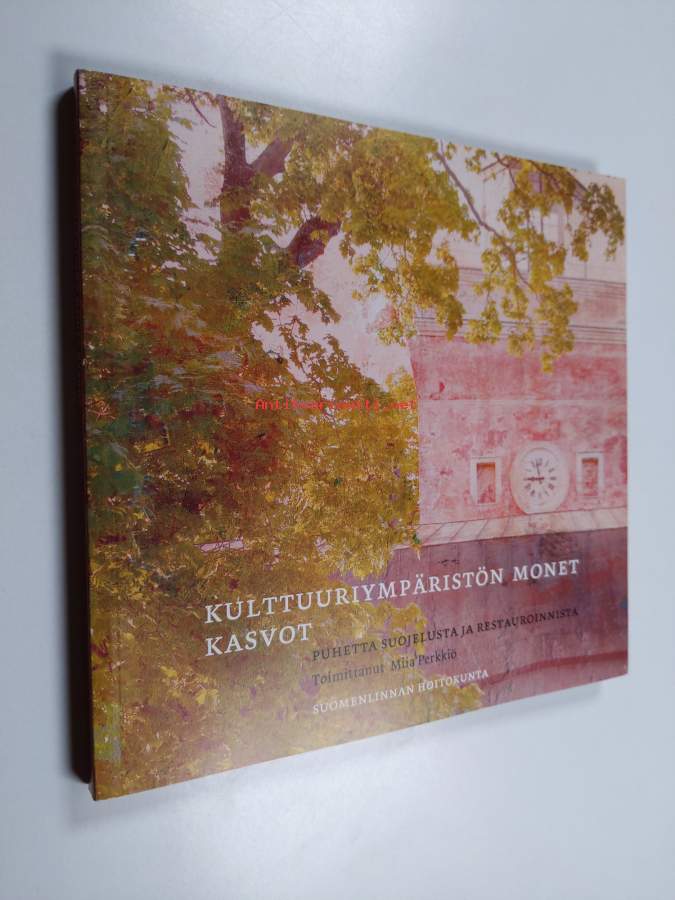 Antikvariaatti.net
KULTTUURIYMPÄRISTÖN MONET
KASVOT
PUHETTA SUOJELUSTA JA RESTAUROINNISTA
Toimittanut Miia Perkkiö
SUOMENLINNAN HOITOKUNTA